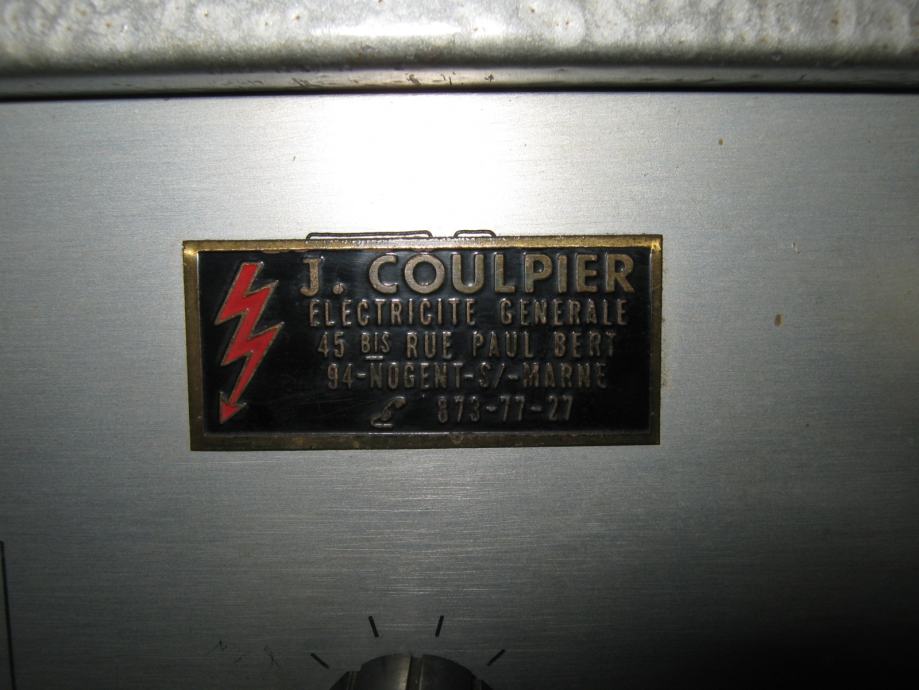 J. COULPIER
ELECTRICITE GENERALE
45 BIS RUE PAUL BERT
94-NOGENT-S/-MARNE
873-77-27